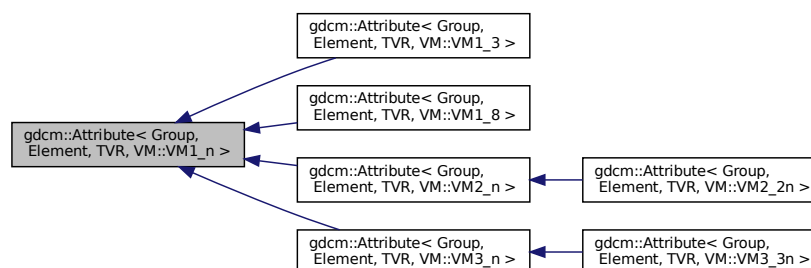 gdcm::Attribute< Group,
Element, TVR, VM::VM1_3 >
gdcm::Attribute< Group,
Element, TVR, VM::VM1_8 >
gdcm::Attribute< Group,
Element, TVR, VM::VM1_n >
gdcm::Attribute< Group,
Element, TVR, VM::VM2_n >
gdcm::Attribute< Group,
Element, TVR, VM::VM2_2n >
gdcm::Attribute< Group,
Element, TVR, VM::VM3_n >
gdcm::Attribute< Group,
Element, TVR, VM::VM3_3n >